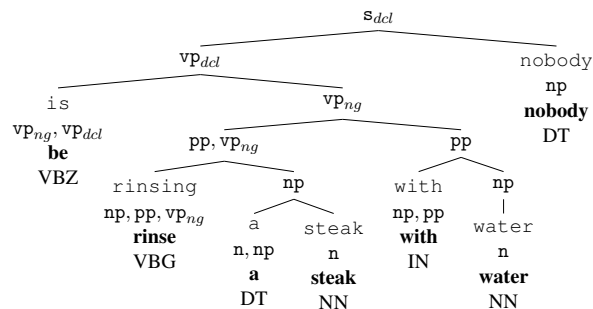 s_dcl
vp_dcl
nobody
np
nobody
DT
is
vp_ng, vp_dcl
be
VBZ
vp_ng
pp, vp_ng
pp
rinsing
np, pp, vp_ng
rinse
VBG
np
a
n, np
a
DT
steak
n
steak
NN
with
np, pp
with
IN
np
water
n
water
NN